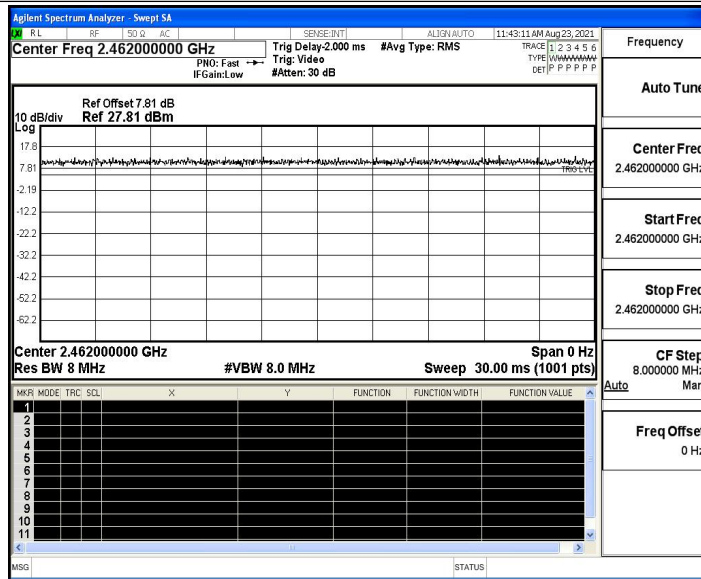 Agilent Spectrum Analyzer - Swept SA
LXI RL RF 50 Ω AC SENSE:INT ALIGN AUTO 11:43:11 AM Aug 23, 2021
Center Freq 2.462000000 GHz
PNO: Fast
IFGain:Low
Trig Delay-2.000 ms
Trig: Video
#Atten: 30 dB
#Avg Type: RMS
TRACE 1 2 3 4 5 6
TYPE WWWWWW
DET P P P P P P
Ref Offset 7.81 dB
10 dB/div Ref 27.81 dBm
Log
17.8
7.81
TRIG LVL
-2.19
-12.2
-22.2
-32.2
-42.2
-52.2
-62.2
Center 2.462000000 GHz Span 0 Hz
Res BW 8 MHz #VBW 8.0 MHz Sweep 30.00 ms (1001 pts)
MKR MODE TRC SCL X Y FUNCTION FUNCTION WIDTH FUNCTION VALUE
1
2
3
4
5
6
7
8
9
10
11
MSG STATUS
Frequency
Auto Tune
Center Freq
2.462000000 GHz
Start Freq
2.462000000 GHz
Stop Freq
2.462000000 GHz
CF Step
8.000000 MHz
Auto Man
Freq Offset
0 Hz